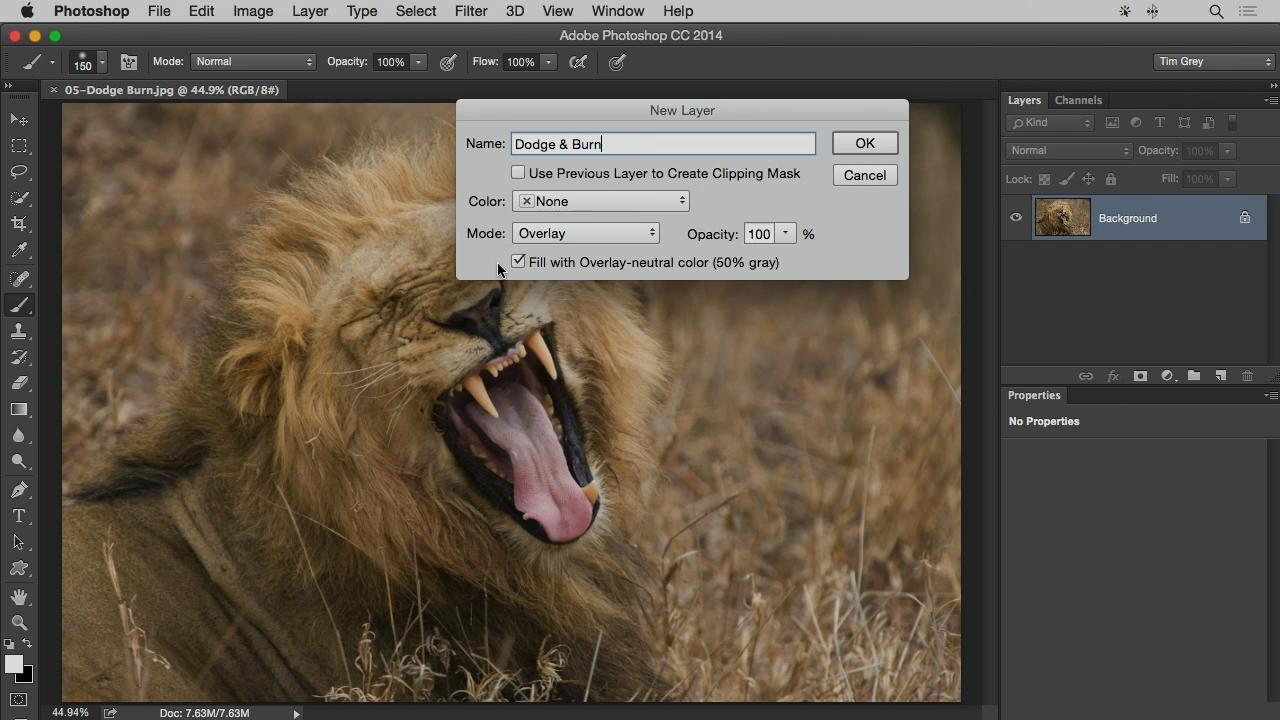 Photoshop File Edit Image Layer Type Select Filter 3D View Window Help
Adobe Photoshop CC 2014
150 Mode: Normal Opacity: 100% Flow: 100% Tim Grey
× 05-Dodge Burn.jpg @ 44.9% (RGB/8#)
New Layer
Name: Dodge & Burn OK
Use Previous Layer to Create Clipping Mask Cancel
Color: None
Mode: Overlay Opacity: 100 %
Fill with Overlay-neutral color (50% gray)
Layers Channels
Kind
Normal Opacity: 100%
Lock: Fill: 100%
Background
Properties
No Properties
44.94% Doc: 7.63M/7.63M